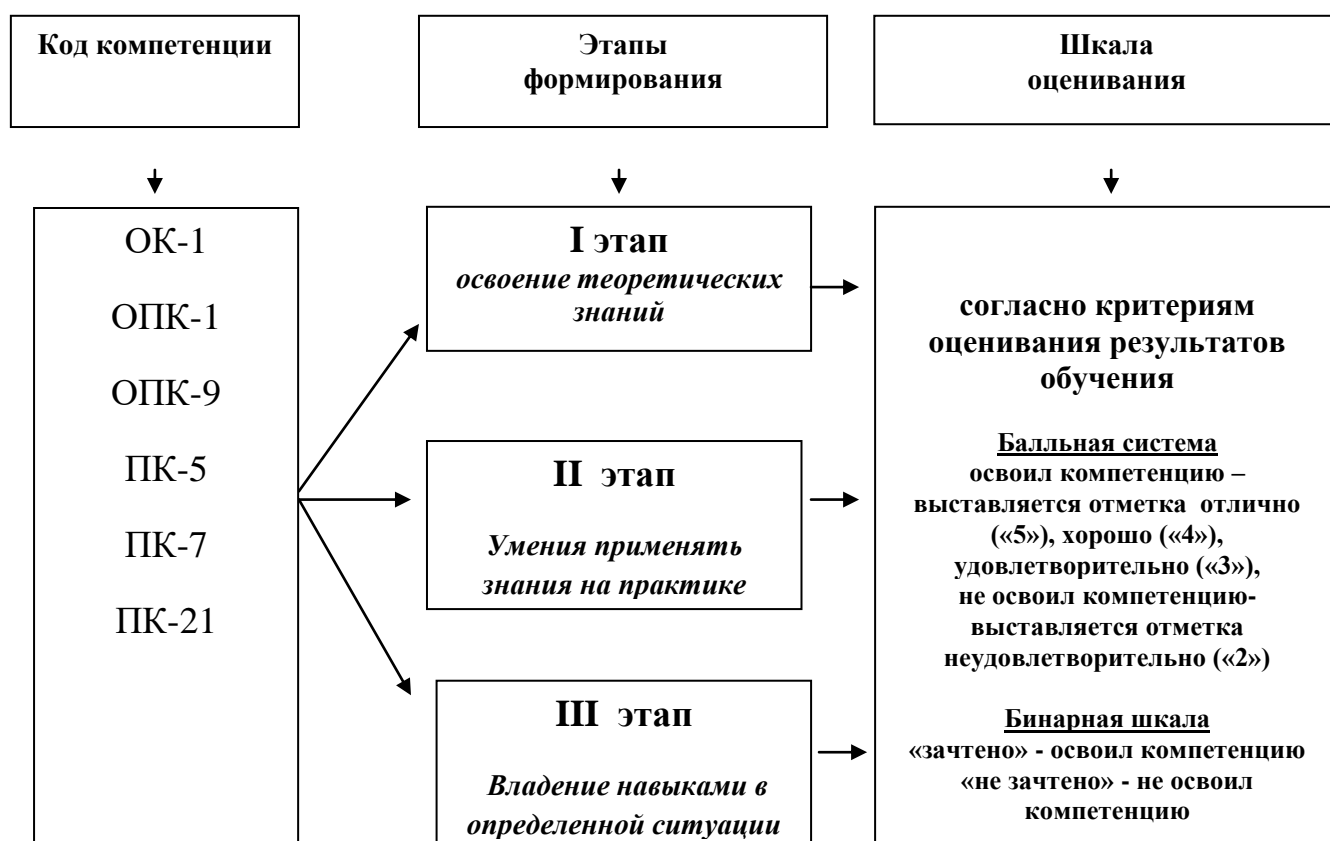 Код компетенции
Этапы
формирования
Шкала
оценивания
ОК-1
ОПК-1
ОПК-9
ПК-5
ПК-7
ПК-21
I этап
освоение теоретических
знаний
II этап
Умения применять
знания на практике
III этап
Владение навыками в
определенной ситуации
согласно критериям
оценивания результатов
обучения
Балльная система
освоил компетенцию –
выставляется отметка отлично
(«5»), хорошо («4»),
удовлетворительно («3»),
не освоил компетенцию-
выставляется отметка
неудовлетворительно («2»)
Бинарная шкала
«зачтено» - освоил компетенцию
«не зачтено» - не освоил
компетенцию